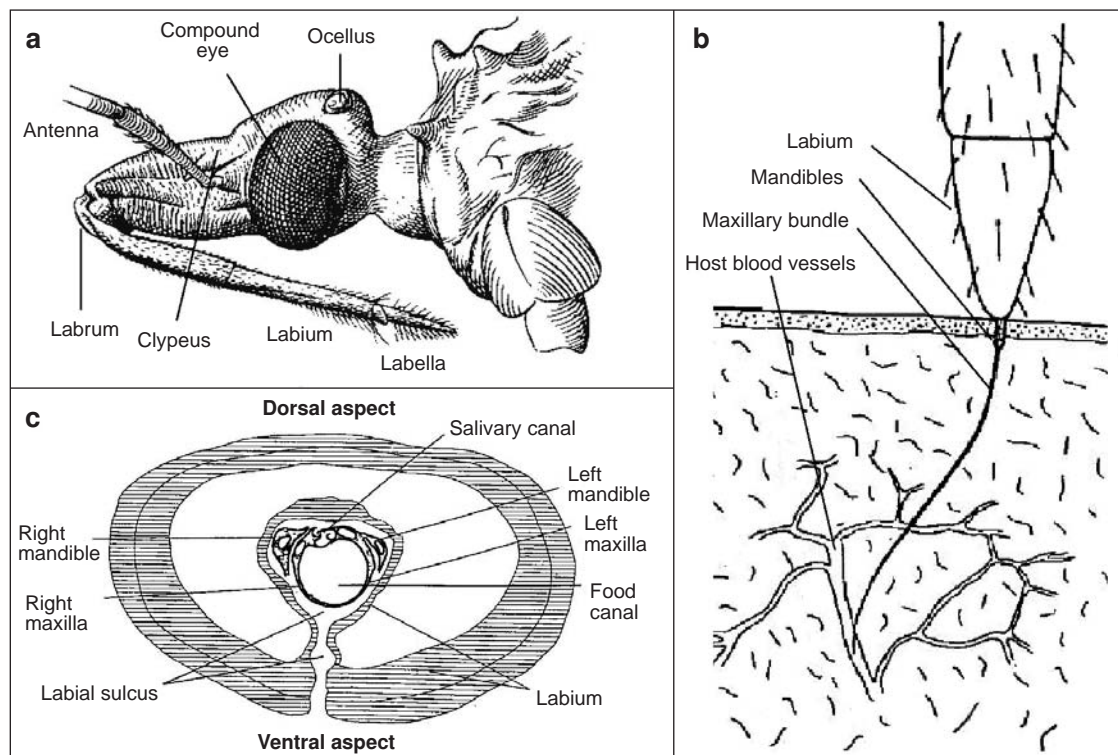 a
Compound
eye
Ocellus
Antenna
Labrum
Clypeus
Labium
Labella
b
Labium
Mandibles
Maxillary bundle
Host blood vessels
c
Dorsal aspect
Salivary canal
Left
mandible
Left
maxilla
Right
mandible
Food
canal
Right
maxilla
Labial sulcus
Labium
Ventral aspect